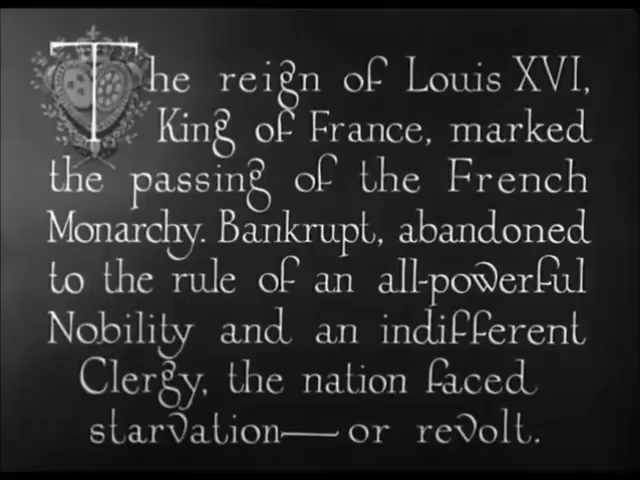 The reign of Louis XVI,
King of France, marked
the passing of the French
Monarchy. Bankrupt, abandoned
to the rule of an all-powerful
Nobility and an indifferent
Clergy, the nation faced
starvation—or revolt.